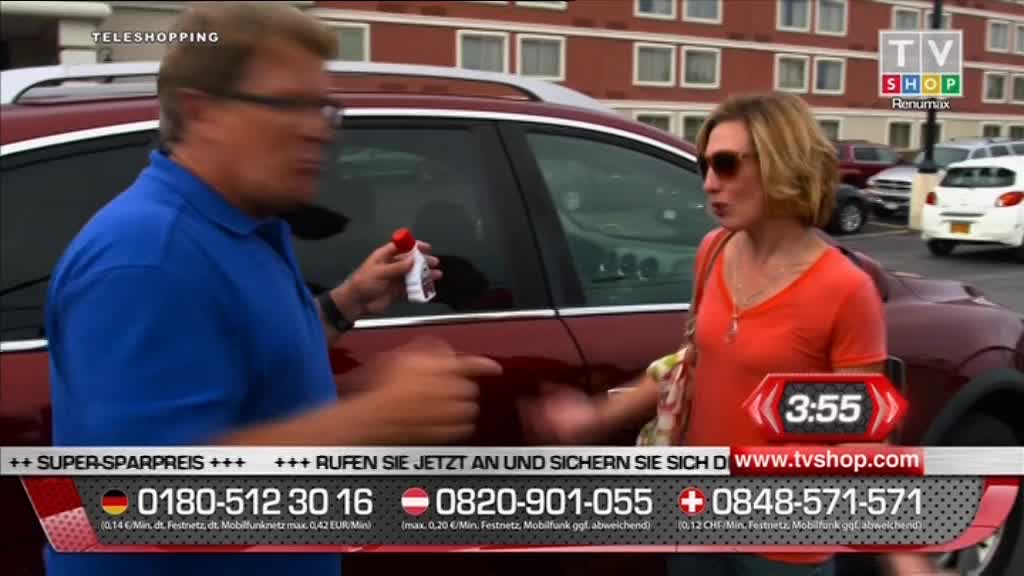 TELESHOPPING
TV
SHOP
Renumax
3:55
++ SUPER-SPARPREIS +++ +++ RUFEN SIE JETZT AN UND SICHERN SIE SICH D
www.tvshop.com
0180-512 30 16 0820-901-055 0848-571-571
(0,14 €/Min. dt. Festnetz, dt. Mobilfunknetz max. 0,42 EUR/Min) (max. 0,20 €/Min. Festnetz, Mobilfunk ggf. abweichend) (0,12 CHF/Min. Festnetz, Mobilfunk ggf. abweichend)